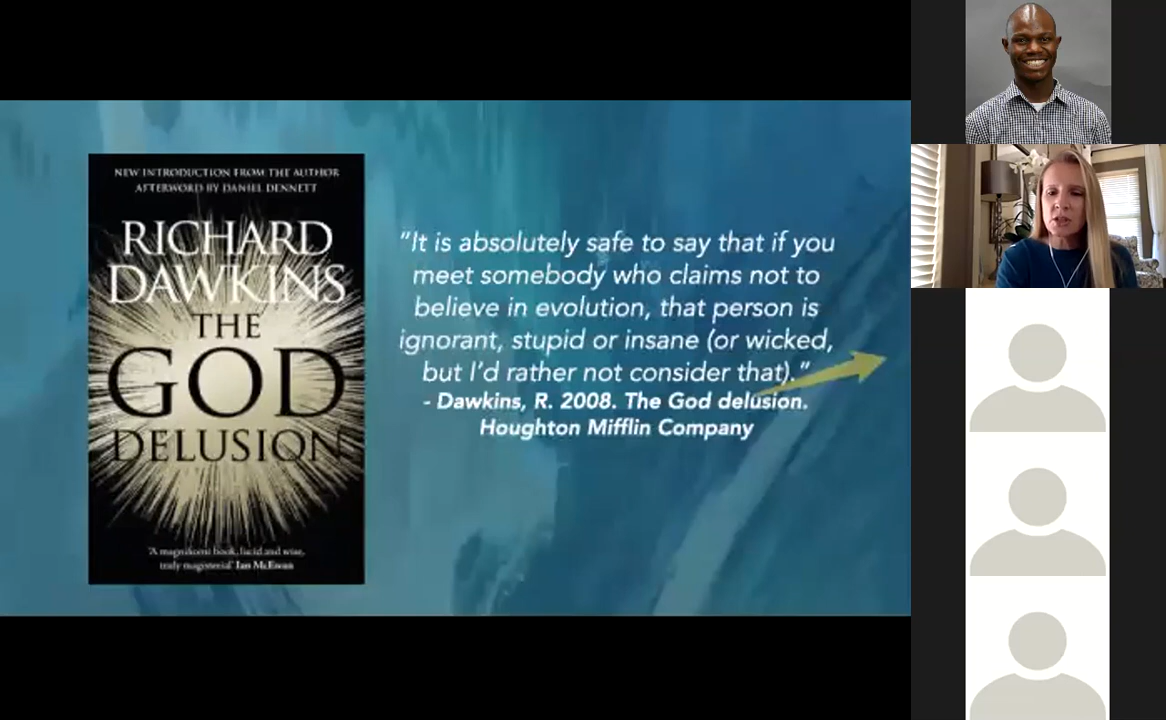 NEW INTRODUCTION FROM THE AUTHOR
AFTERWORD BY DANIEL DENNETT
RICHARD
DAWKINS
THE
GOD
DELUSION
'A magnificent book, lucid and wise,
truly magisterial' Ian McEwan
“It is absolutely safe to say that if you
meet somebody who claims not to
believe in evolution, that person is
ignorant, stupid or insane (or wicked,
but I’d rather not consider that).”
- Dawkins, R. 2008. The God delusion.
Houghton Mifflin Company